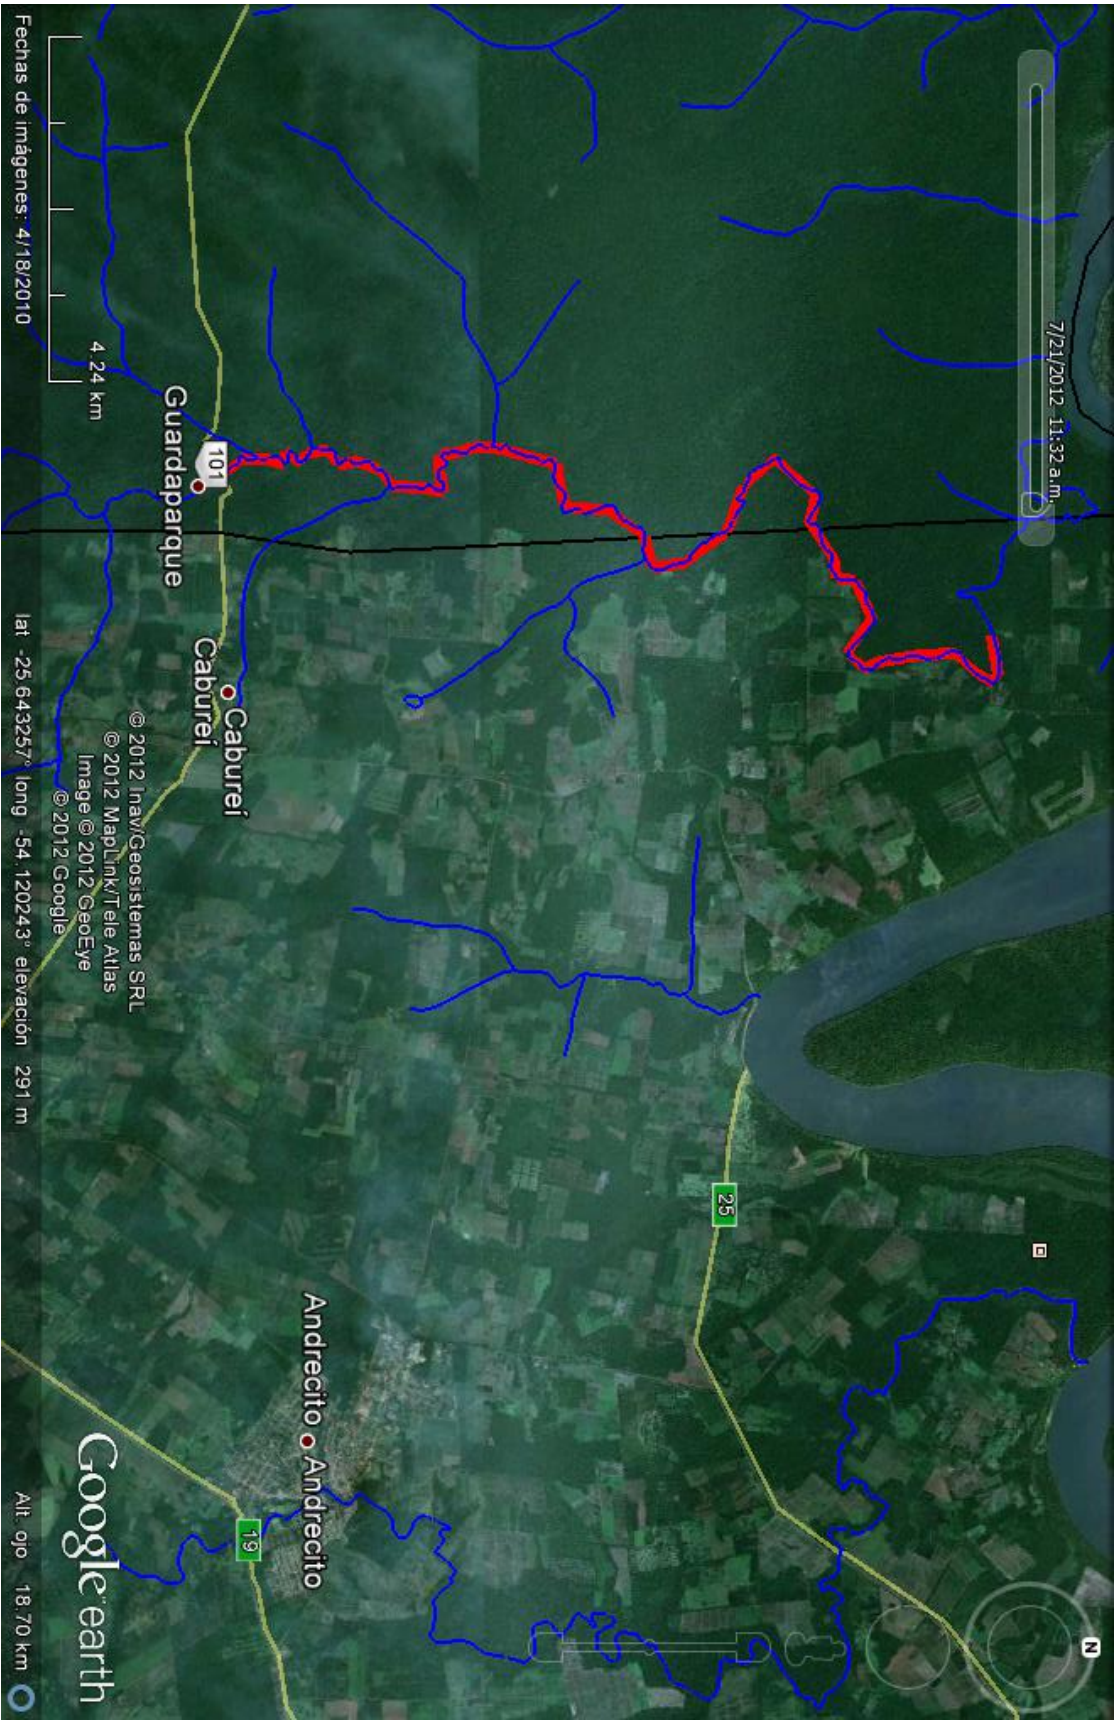 7/21/2012 11:32 a.m.
N
25
Andrecito
Andrecito
19
101
Guardaparque
Caburei
Caburei
© 2012 Inav/Geosistemas SRL
© 2012 MapLink/Tele Atlas
Image © 2012 GeoEye
© 2012 Google
Google earth
4.24 km
Fechas de imágenes: 4/18/2010 lat -25.643257° long -54.120243° elevación 291 m Alt. ojo 18.70 km